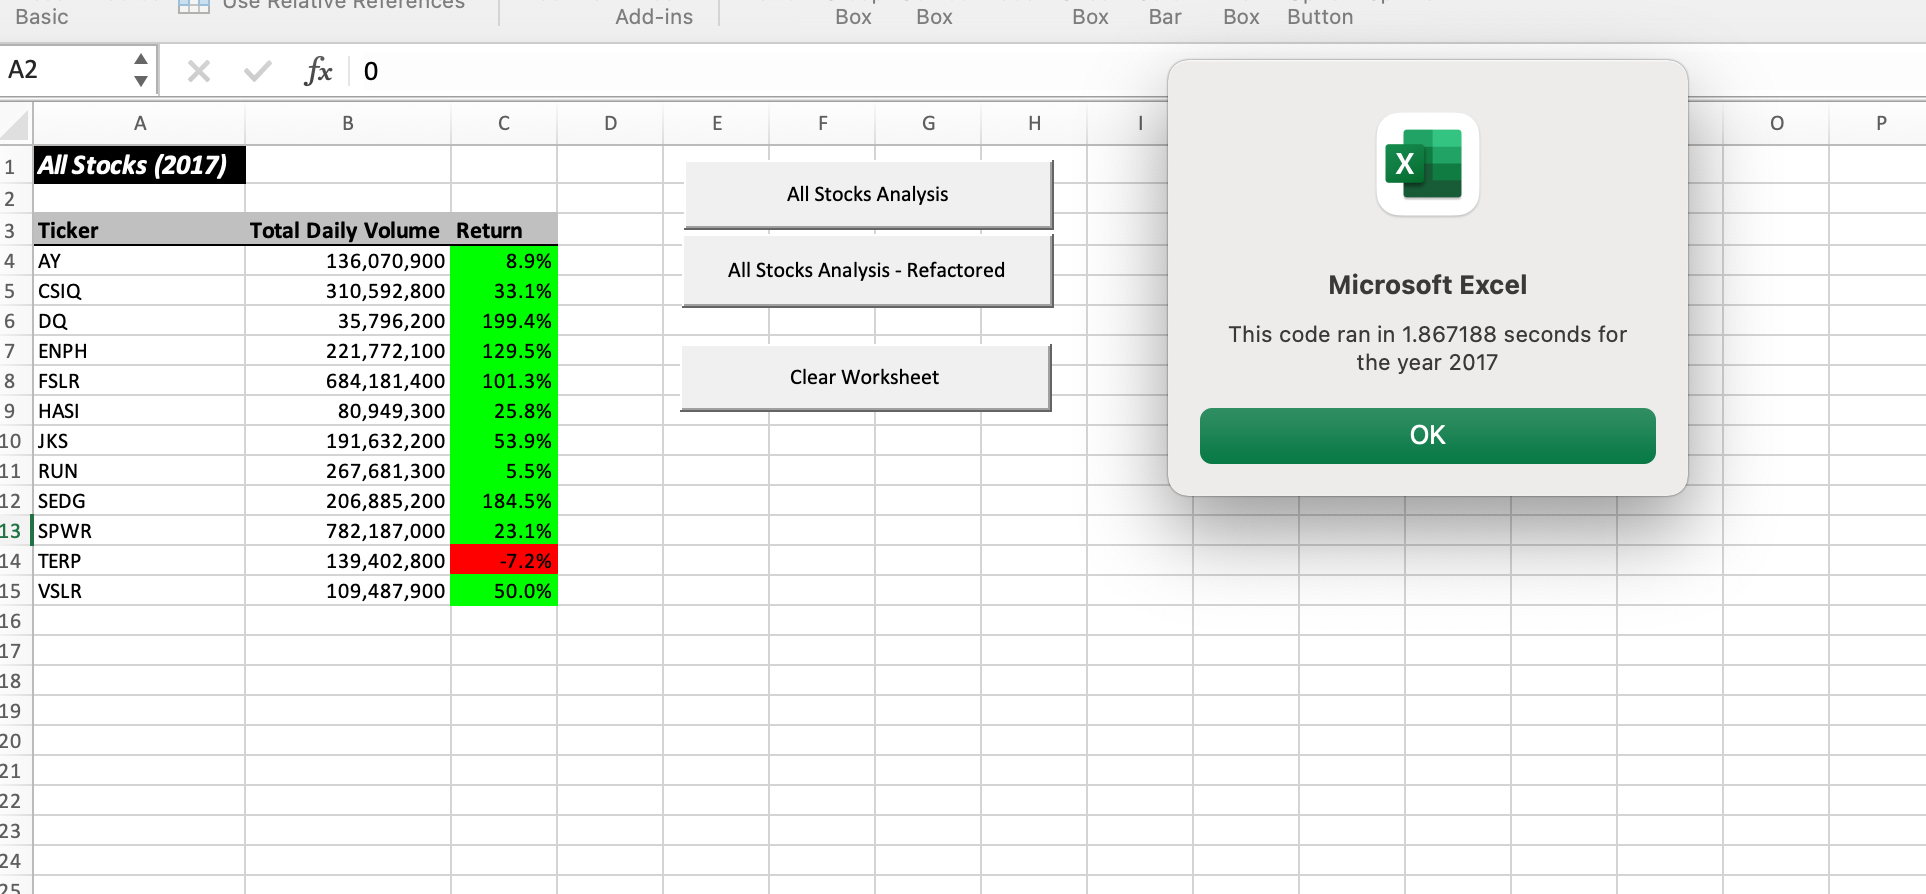 Use Relative References
Basic Add-ins Box Box Box Bar Box Button
A2 fx 0
A B C D E F G H I O P
1 All Stocks (2017)
2
3 Ticker Total Daily Volume Return
4 AY 136,070,900 8.9%
5 CSIQ 310,592,800 33.1%
6 DQ 35,796,200 199.4%
7 ENPH 221,772,100 129.5%
8 FSLR 684,181,400 101.3%
9 HASI 80,949,300 25.8%
10 JKS 191,632,200 53.9%
11 RUN 267,681,300 5.5%
12 SEDG 206,885,200 184.5%
13 SPWR 782,187,000 23.1%
14 TERP 139,402,800 -7.2%
15 VSLR 109,487,900 50.0%
16
17
18
19
20
21
22
23
24
25
All Stocks Analysis
All Stocks Analysis - Refactored
Clear Worksheet
X
Microsoft Excel
This code ran in 1.867188 seconds for
the year 2017
OK